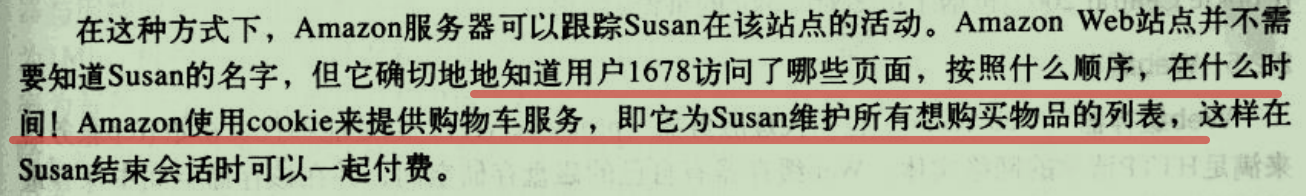 在这种方式下，Amazon服务器可以跟踪Susan在该站点的活动。Amazon Web站点并不需
要知道Susan的名字，但它确切地地知道用户1678访问了哪些页面，按照什么顺序，在什么时
间！Amazon使用cookie来提供购物车服务，即它为Susan维护所有想购买物品的列表，这样在
Susan结束会话时可以一起付费。